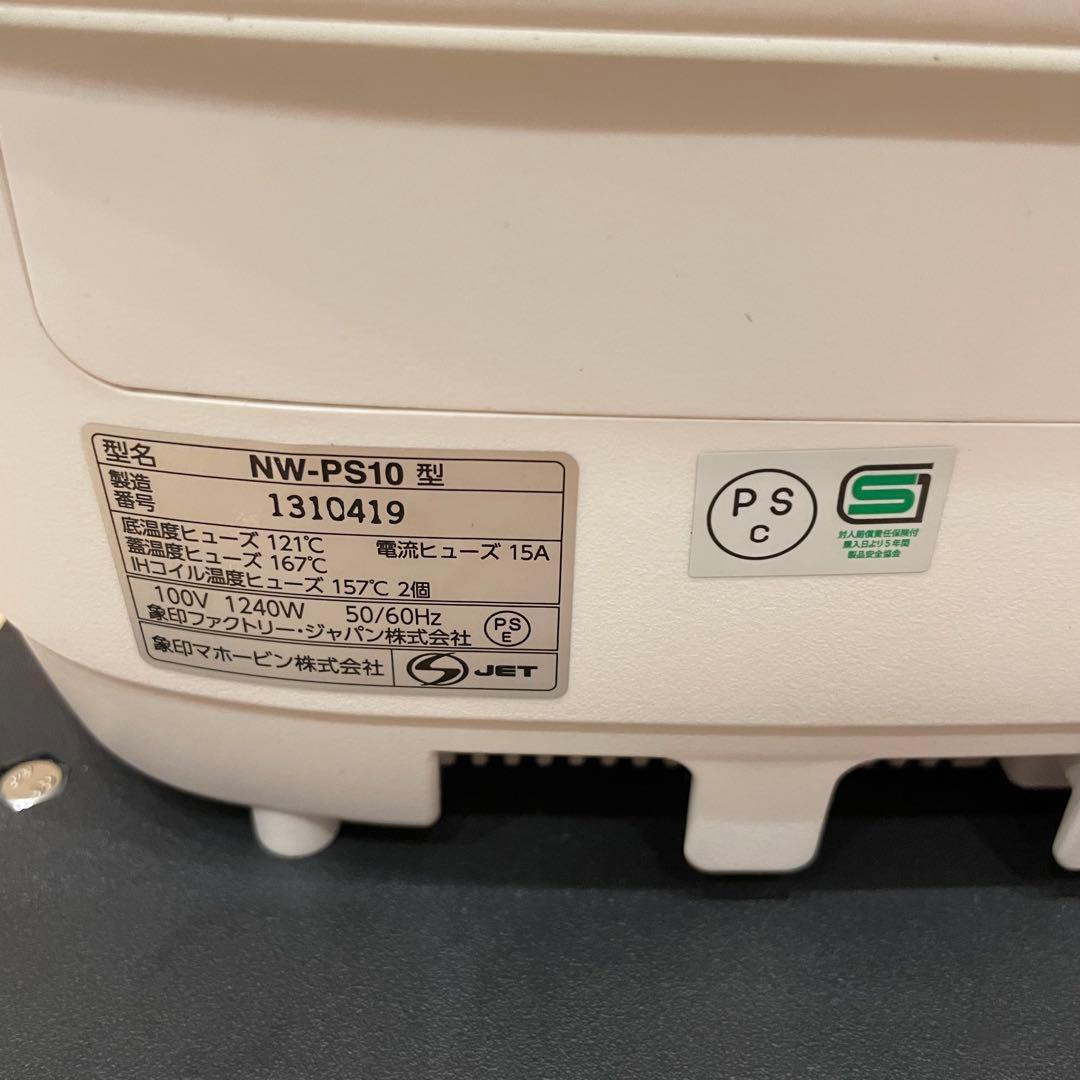 型名 NW-PS10 型
製造番号 1310419
底温度ヒューズ 121℃ 電流ヒューズ 15A
蓋温度ヒューズ 167℃
IHコイル温度ヒューズ 157℃ 2個
100V 1240W 50/60Hz
象印ファクトリー・ジャパン株式会社
PS
E
象印マホービン株式会社
S JET
PS
C
SG
対人賠償責任保険付
購入日より5年間
製品安全協会